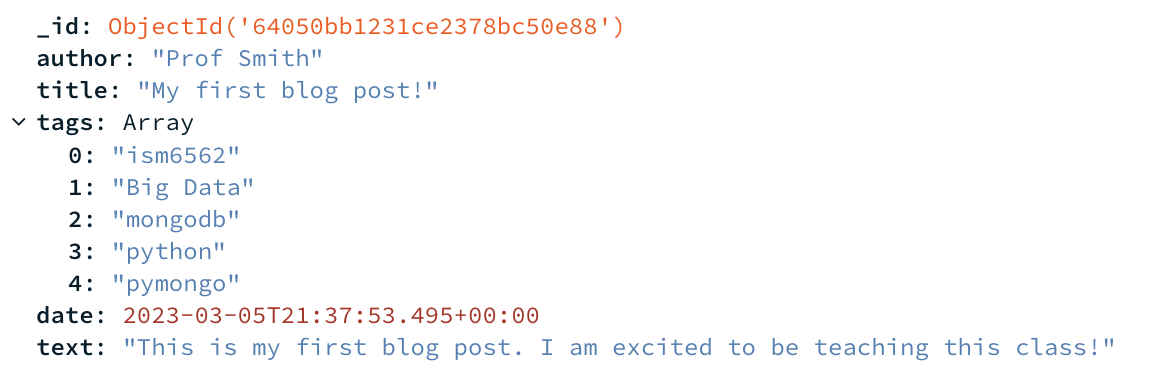 _id: ObjectId('64050bb1231ce2378bc50e88')
author: "Prof Smith"
title: "My first blog post!"
tags: Array
0: "ism6562"
1: "Big Data"
2: "mongodb"
3: "python"
4: "pymongo"
date: 2023-03-05T21:37:53.495+00:00
text: "This is my first blog post. I am excited to be teaching this class!"